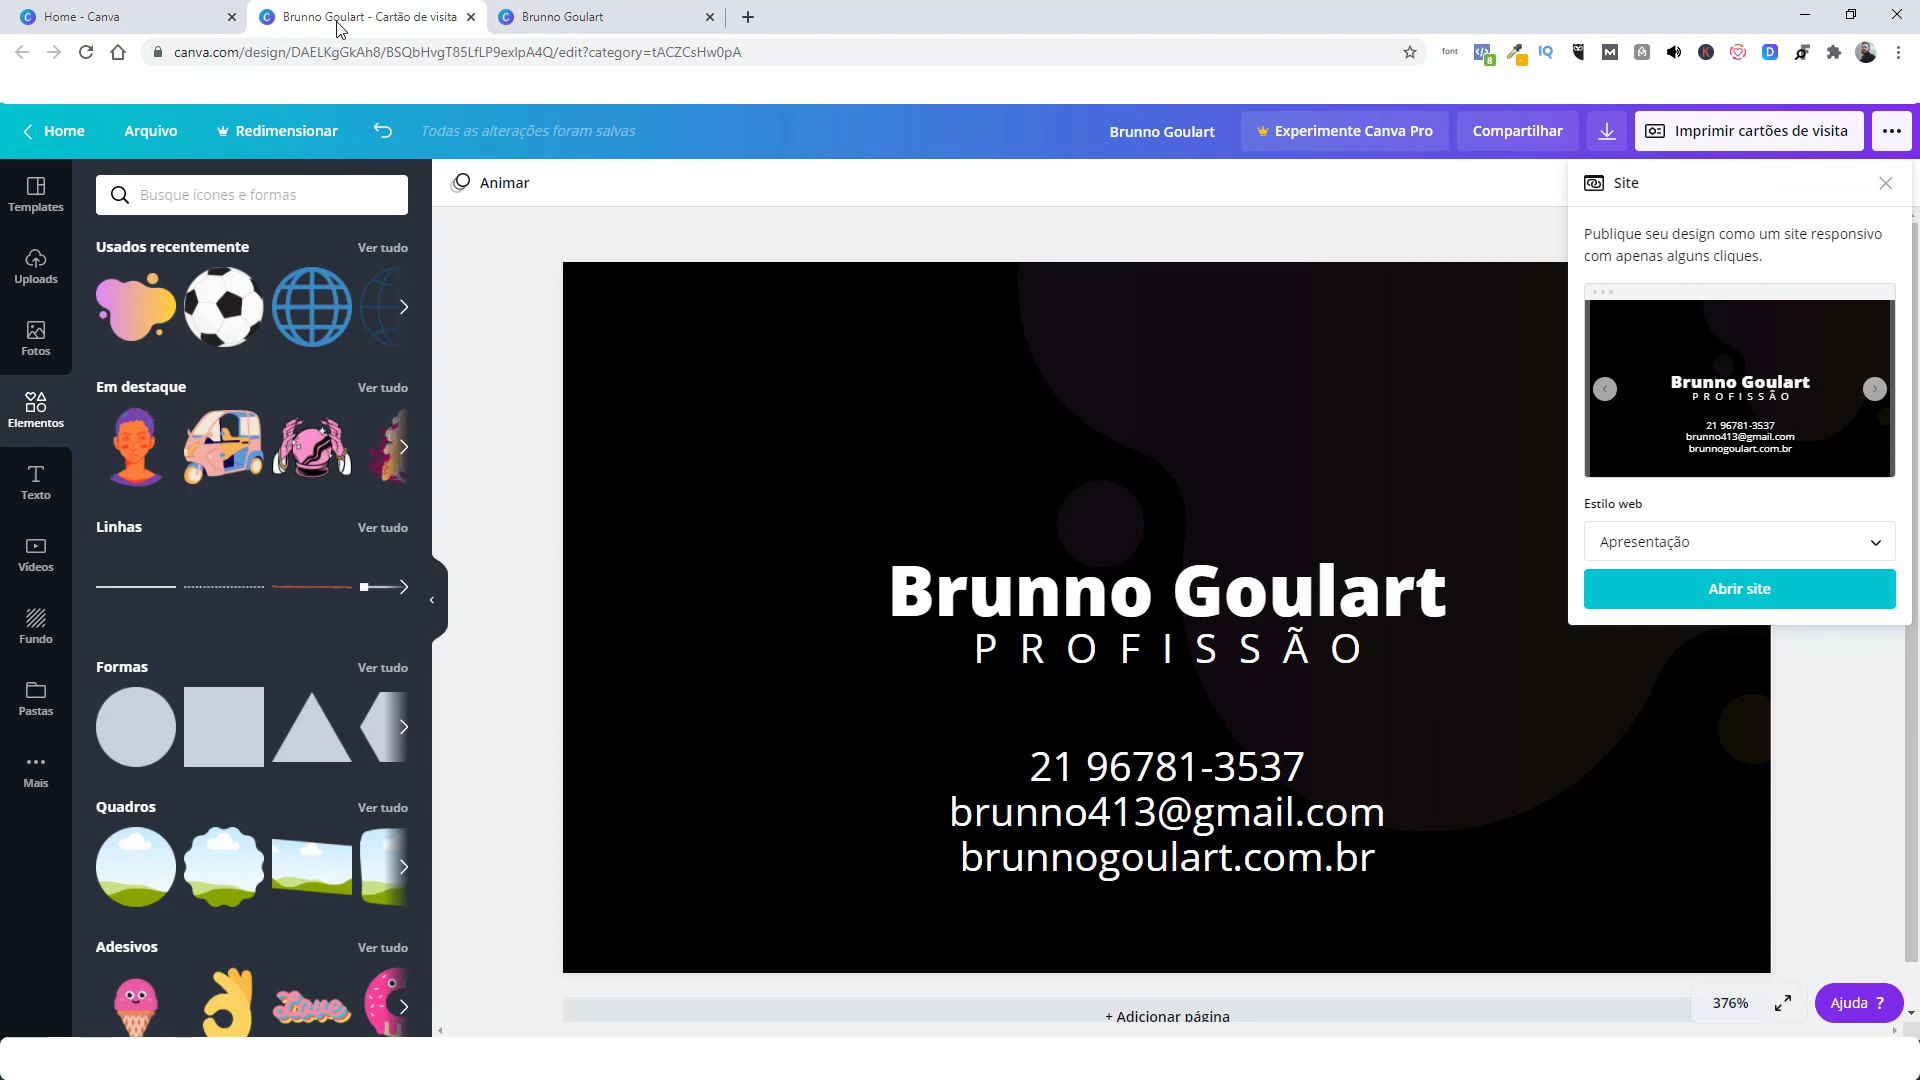 Home - Canva
Brunno Goulart - Cartão de visita
Brunno Goulart
canva.com/design/DAELKgGkAh8/BSQbHvgT85LfLP9exIpA4Q/edit?category=tACZCsHw0pA
font
8
IQ
M
K
D
Home
Arquivo
Redimensionar
Todas as alterações foram salvas
Brunno Goulart
Experimente Canva Pro
Compartilhar
Imprimir cartões de visita
Templates
Uploads
Fotos
Elementos
Texto
Vídeos
Fundo
Pastas
Mais
Busque ícones e formas
Usados recentemente
Ver tudo
Em destaque
Ver tudo
Linhas
Ver tudo
Formas
Ver tudo
Quadros
Ver tudo
Adesivos
Ver tudo
Love
Animar
Brunno Goulart
PROFISSÃO
21 96781-3537
brunno413@gmail.com
brunnogoulart.com.br
+ Adicionar página
Site
Publique seu design como um site responsivo
com apenas alguns cliques.
Brunno Goulart
PROFISSÃO
21 96781-3537
brunno413@gmail.com
brunnogoulart.com.br
Estilo web
Apresentação
Abrir site
376%
Ajuda ?